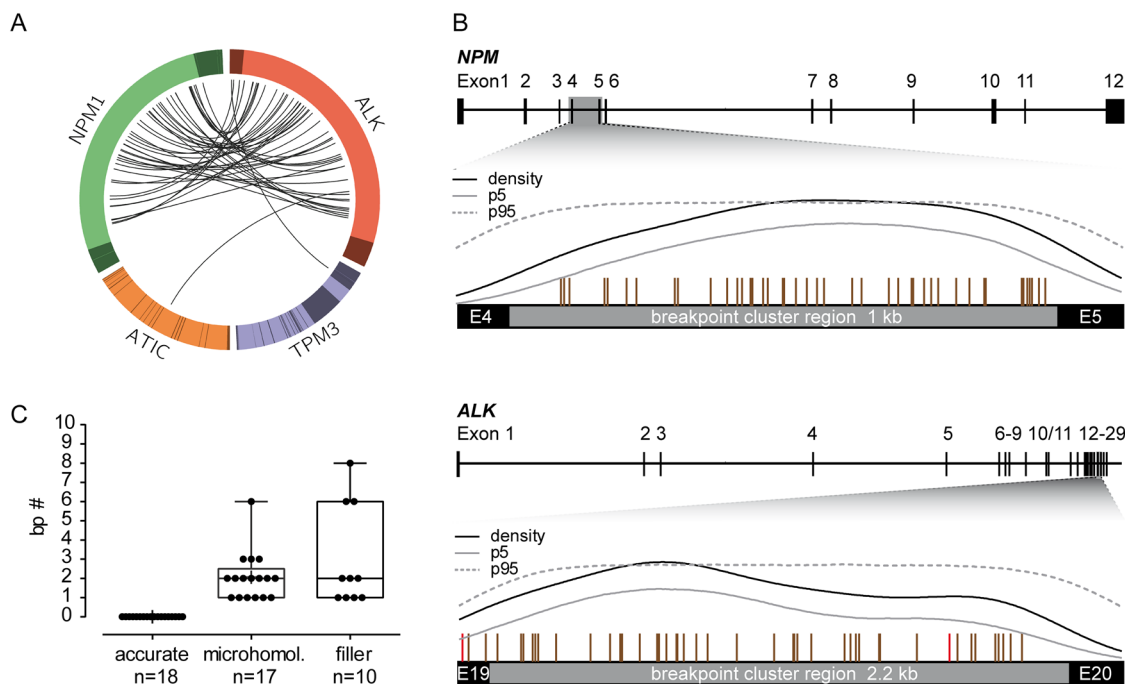 A
NPM1
ALK
ATIC
TPM3
B
NPM
Exon1 2 3 4 5 6 7 8 9 10 11 12
density
p5
p95
E4 breakpoint cluster region 1 kb E5
C
10
9
8
7
6
5
4
3
2
1
0
bp #
accurate microhomol. filler
n=18 n=17 n=10
ALK
Exon 1 2 3 4 5 6-9 10/11 12-29
density
p5
p95
E19 breakpoint cluster region 2.2 kb E20